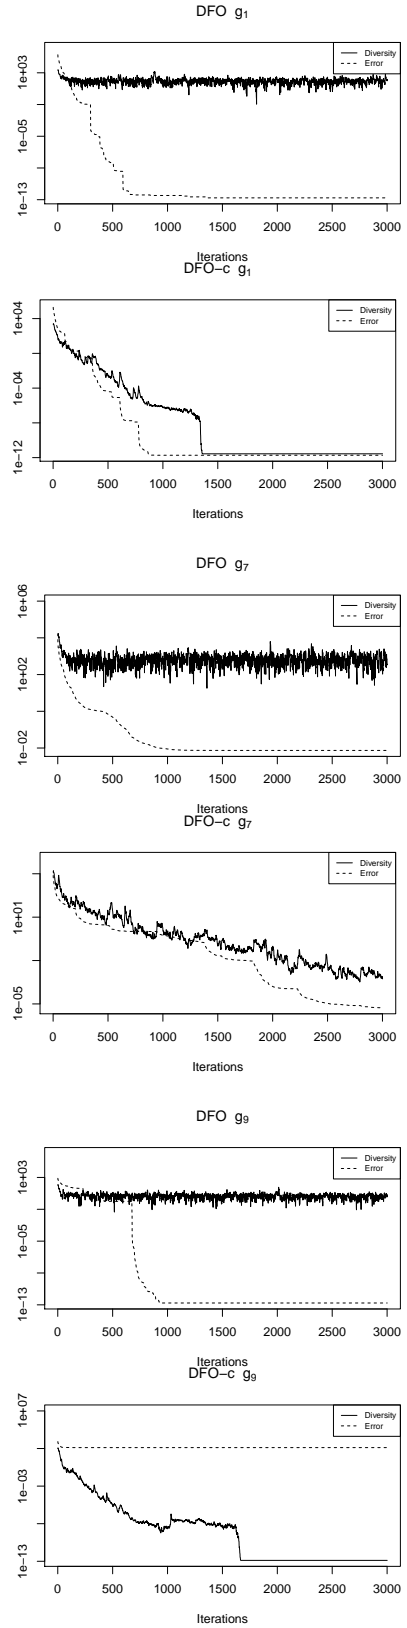 DFO g₁
1e+03
1e−05
1e−13
Diversity
Error
0 500 1000 1500 2000 2500 3000
Iterations
DFO−c g₁
1e+04
1e−04
1e−12
Diversity
Error
0 500 1000 1500 2000 2500 3000
Iterations
DFO g₇
1e+06
1e+02
1e−02
Diversity
Error
0 500 1000 1500 2000 2500 3000
Iterations
DFO−c g₇
1e+01
1e−05
Diversity
Error
0 500 1000 1500 2000 2500 3000
Iterations
DFO g₉
1e+03
1e−05
1e−13
Diversity
Error
0 500 1000 1500 2000 2500 3000
Iterations
DFO−c g₉
1e+07
1e−03
1e−13
Diversity
Error
0 500 1000 1500 2000 2500 3000
Iterations